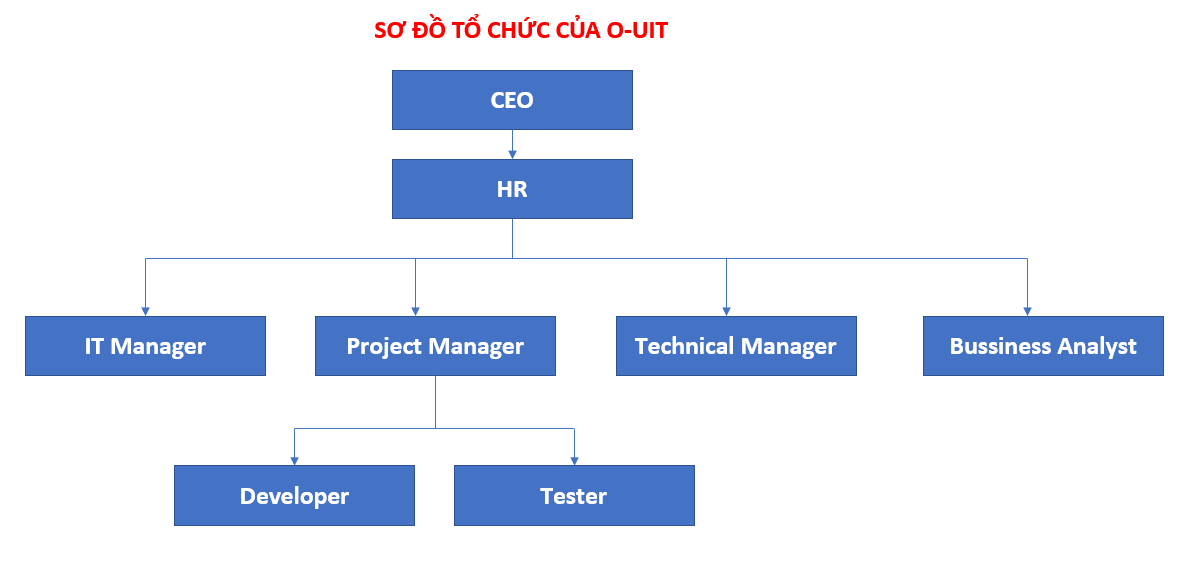 SƠ ĐỒ TỔ CHỨC CỦA O-UIT
CEO
HR
IT Manager
Project Manager
Technical Manager
Bussiness Analyst
Developer
Tester